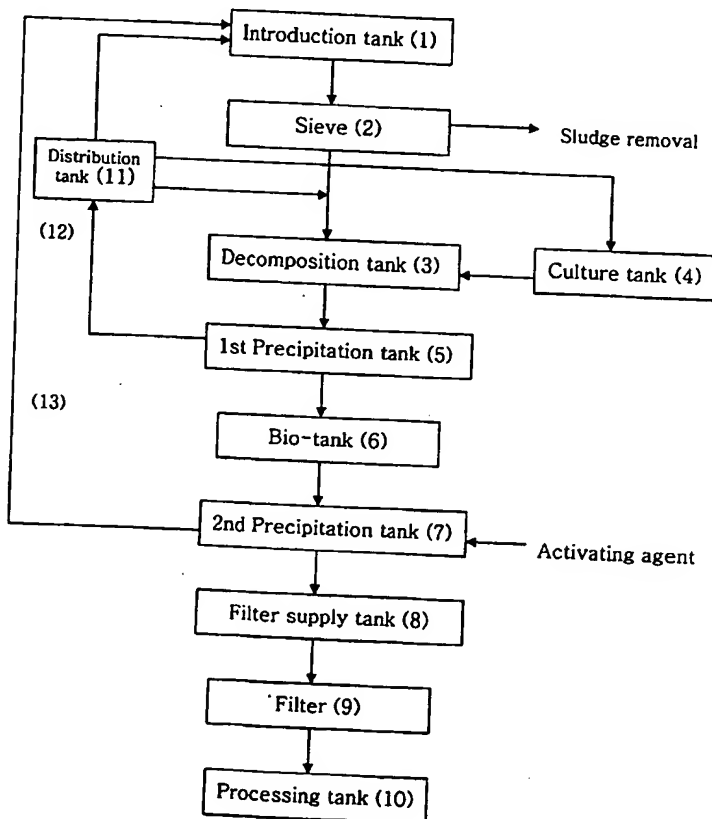 Introduction tank (1)
Sieve (2)
Sludge removal
Distribution
tank (11)
(12)
Decomposition tank (3)
Culture tank (4)
1st Precipitation tank (5)
(13)
Bio-tank (6)
2nd Precipitation tank (7)
Activating agent
Filter supply tank (8)
Filter (9)
Processing tank (10)